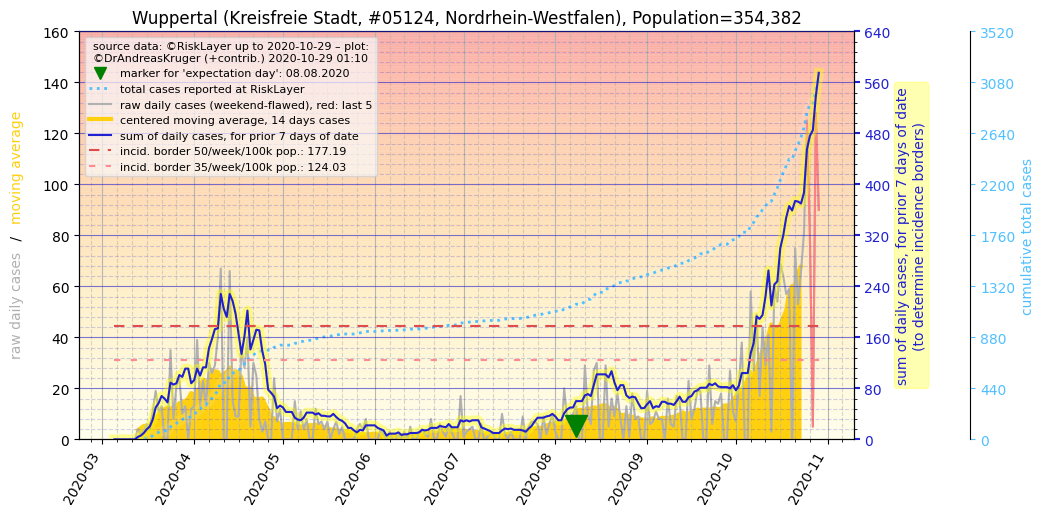 Wuppertal (Kreisfreie Stadt, #05124, Nordrhein-Westfalen), Population=354,382
source data: ©RiskLayer up to 2020-10-29 – plot:
©DrAndreasKruger (+contrib.) 2020-10-29 01:10
marker for 'expectation day': 08.08.2020
total cases reported at RiskLayer
raw daily cases (weekend-flawed), red: last 5
centered moving average, 14 days cases
sum of daily cases, for prior 7 days of date
incid. border 50/week/100k pop.: 177.19
incid. border 35/week/100k pop.: 124.03
raw daily cases / moving average
160
140
120
100
80
60
40
20
0
2020-03
2020-04
2020-05
2020-06
2020-07
2020-08
2020-09
2020-10
2020-11
640
560
480
400
320
240
160
80
0
sum of daily cases, for prior 7 days of date
(to determine incidence borders)
3520
3080
2640
2200
1760
1320
880
440
0
cumulative total cases